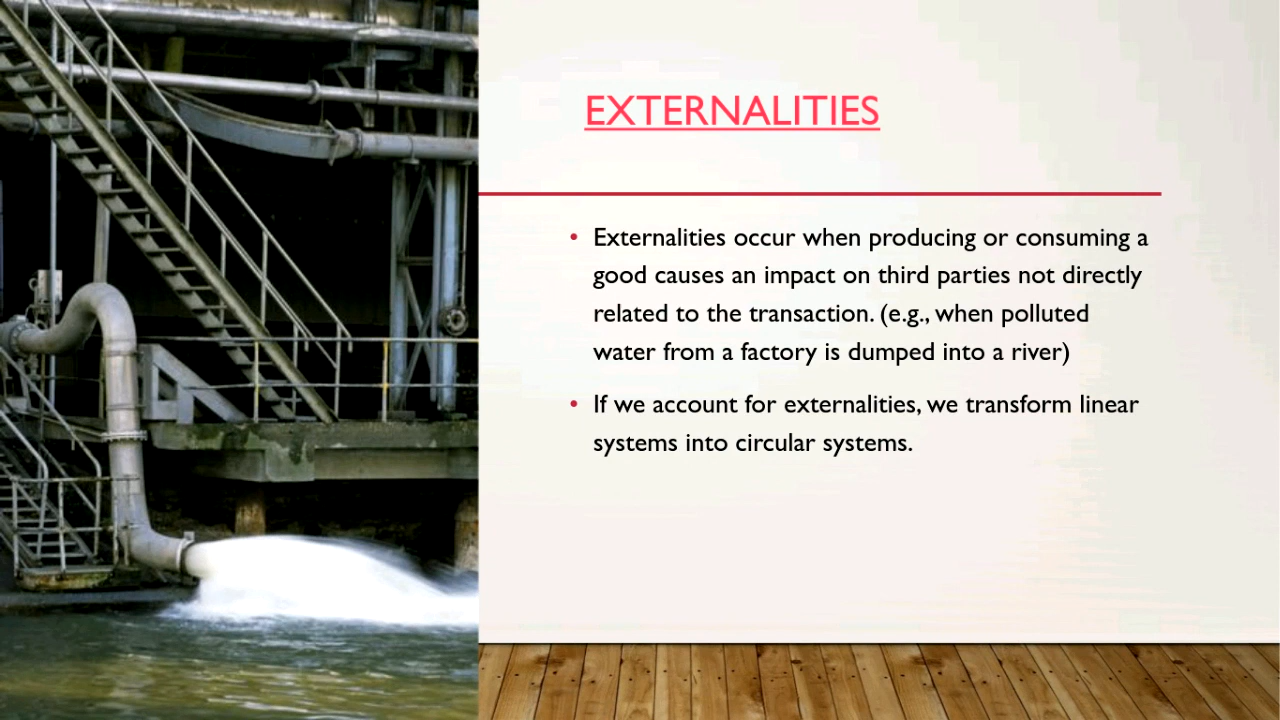 EXTERNALITIES
• Externalities occur when producing or consuming a
good causes an impact on third parties not directly
related to the transaction. (e.g., when polluted
water from a factory is dumped into a river)
• If we account for externalities, we transform linear
systems into circular systems.